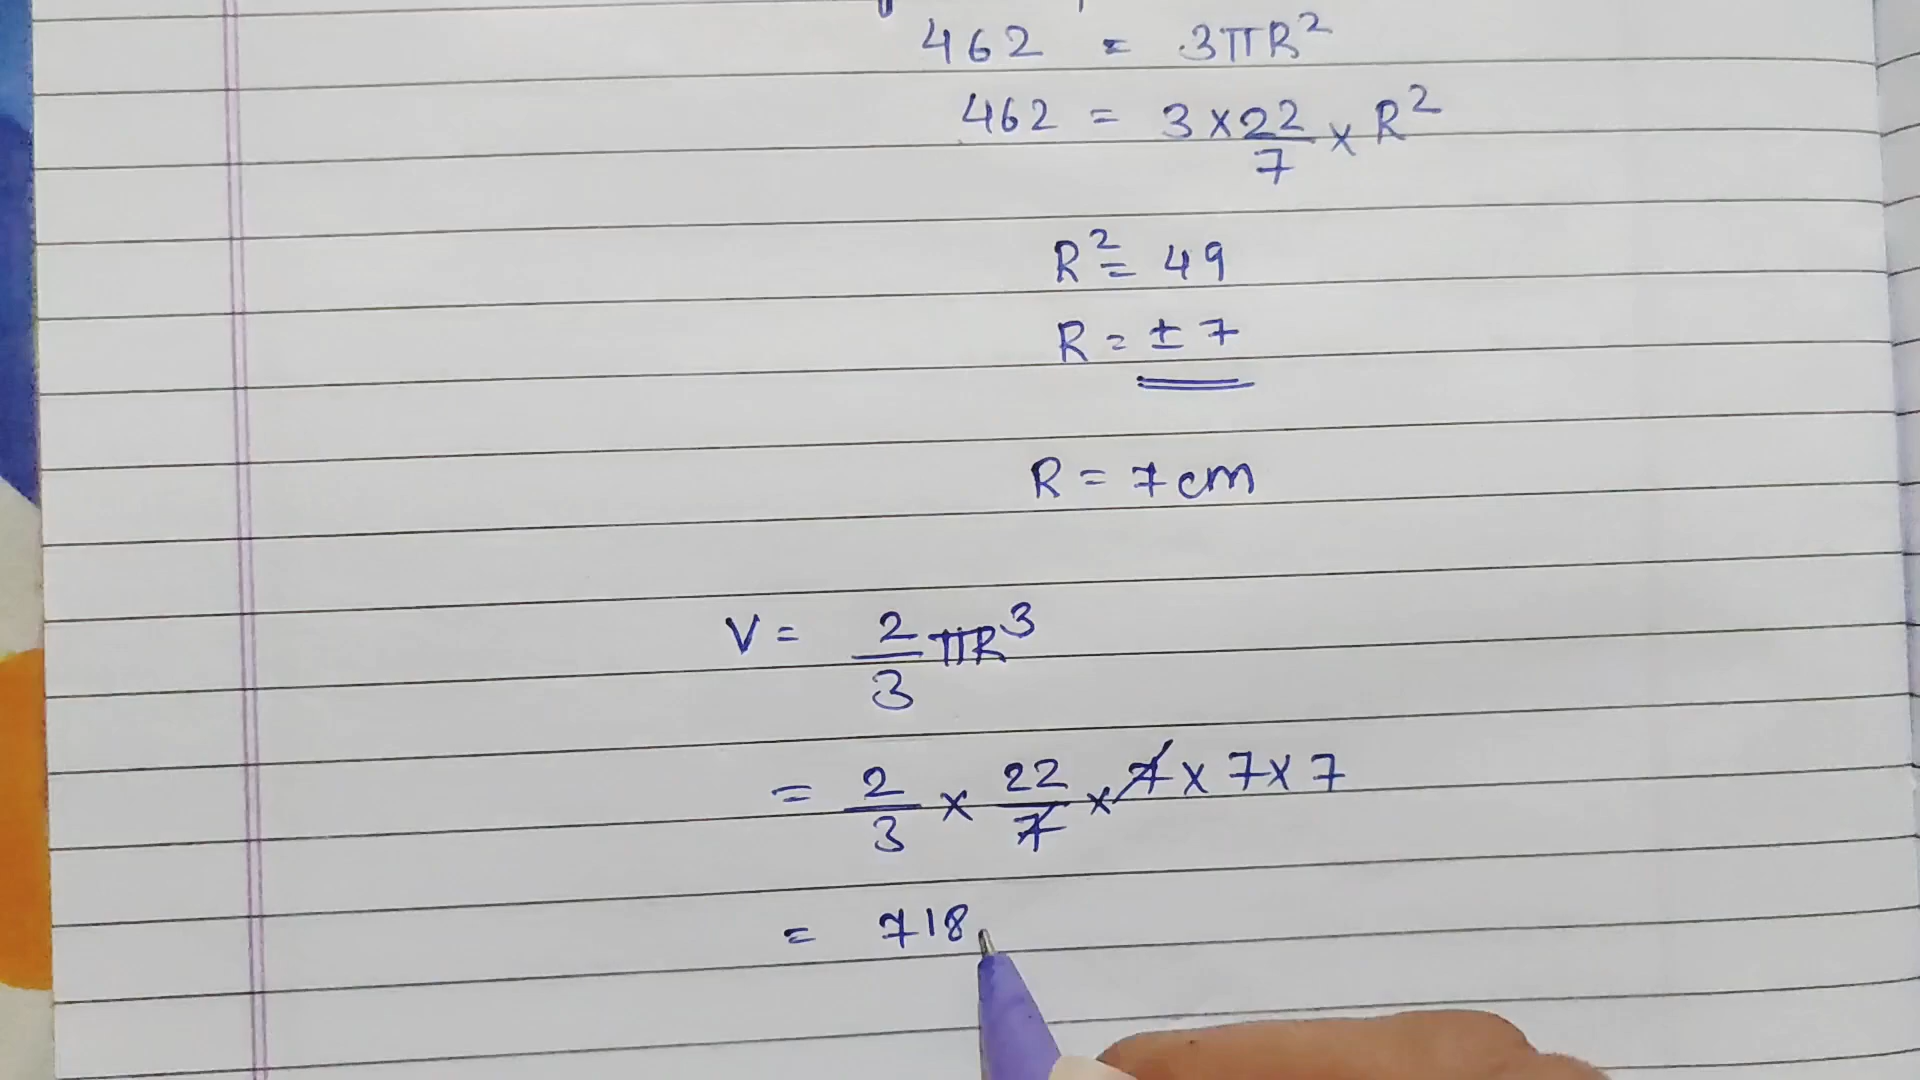 462 = 3πR²
462 = 3 × 22/7 × R²
R² = 49
R = ± 7
R = 7cm
V = 2/3 πR³
= 2/3 × 22/7 × 7 × 7 × 7
= 718